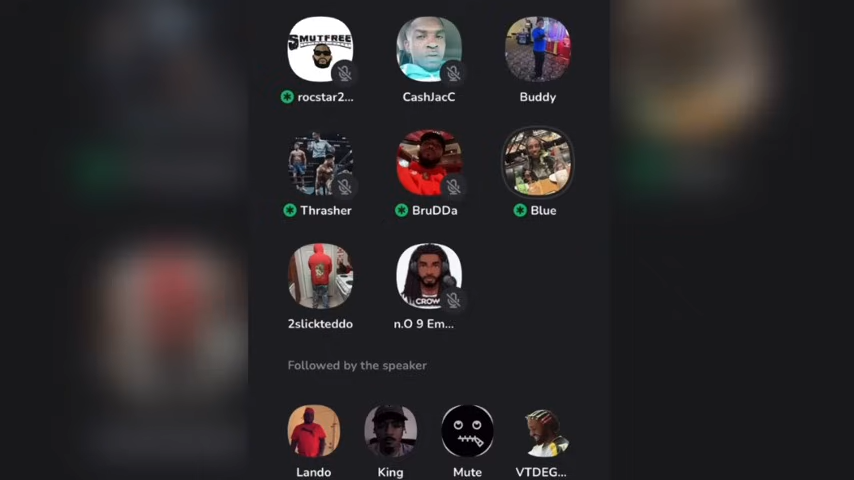 SMUTFREE
rocstar2... CashJacC Buddy
Thrasher BruDDa Blue
CROW
2slickteddo n.O 9 Em...
Followed by the speaker
Lando King Mute VTDEG...